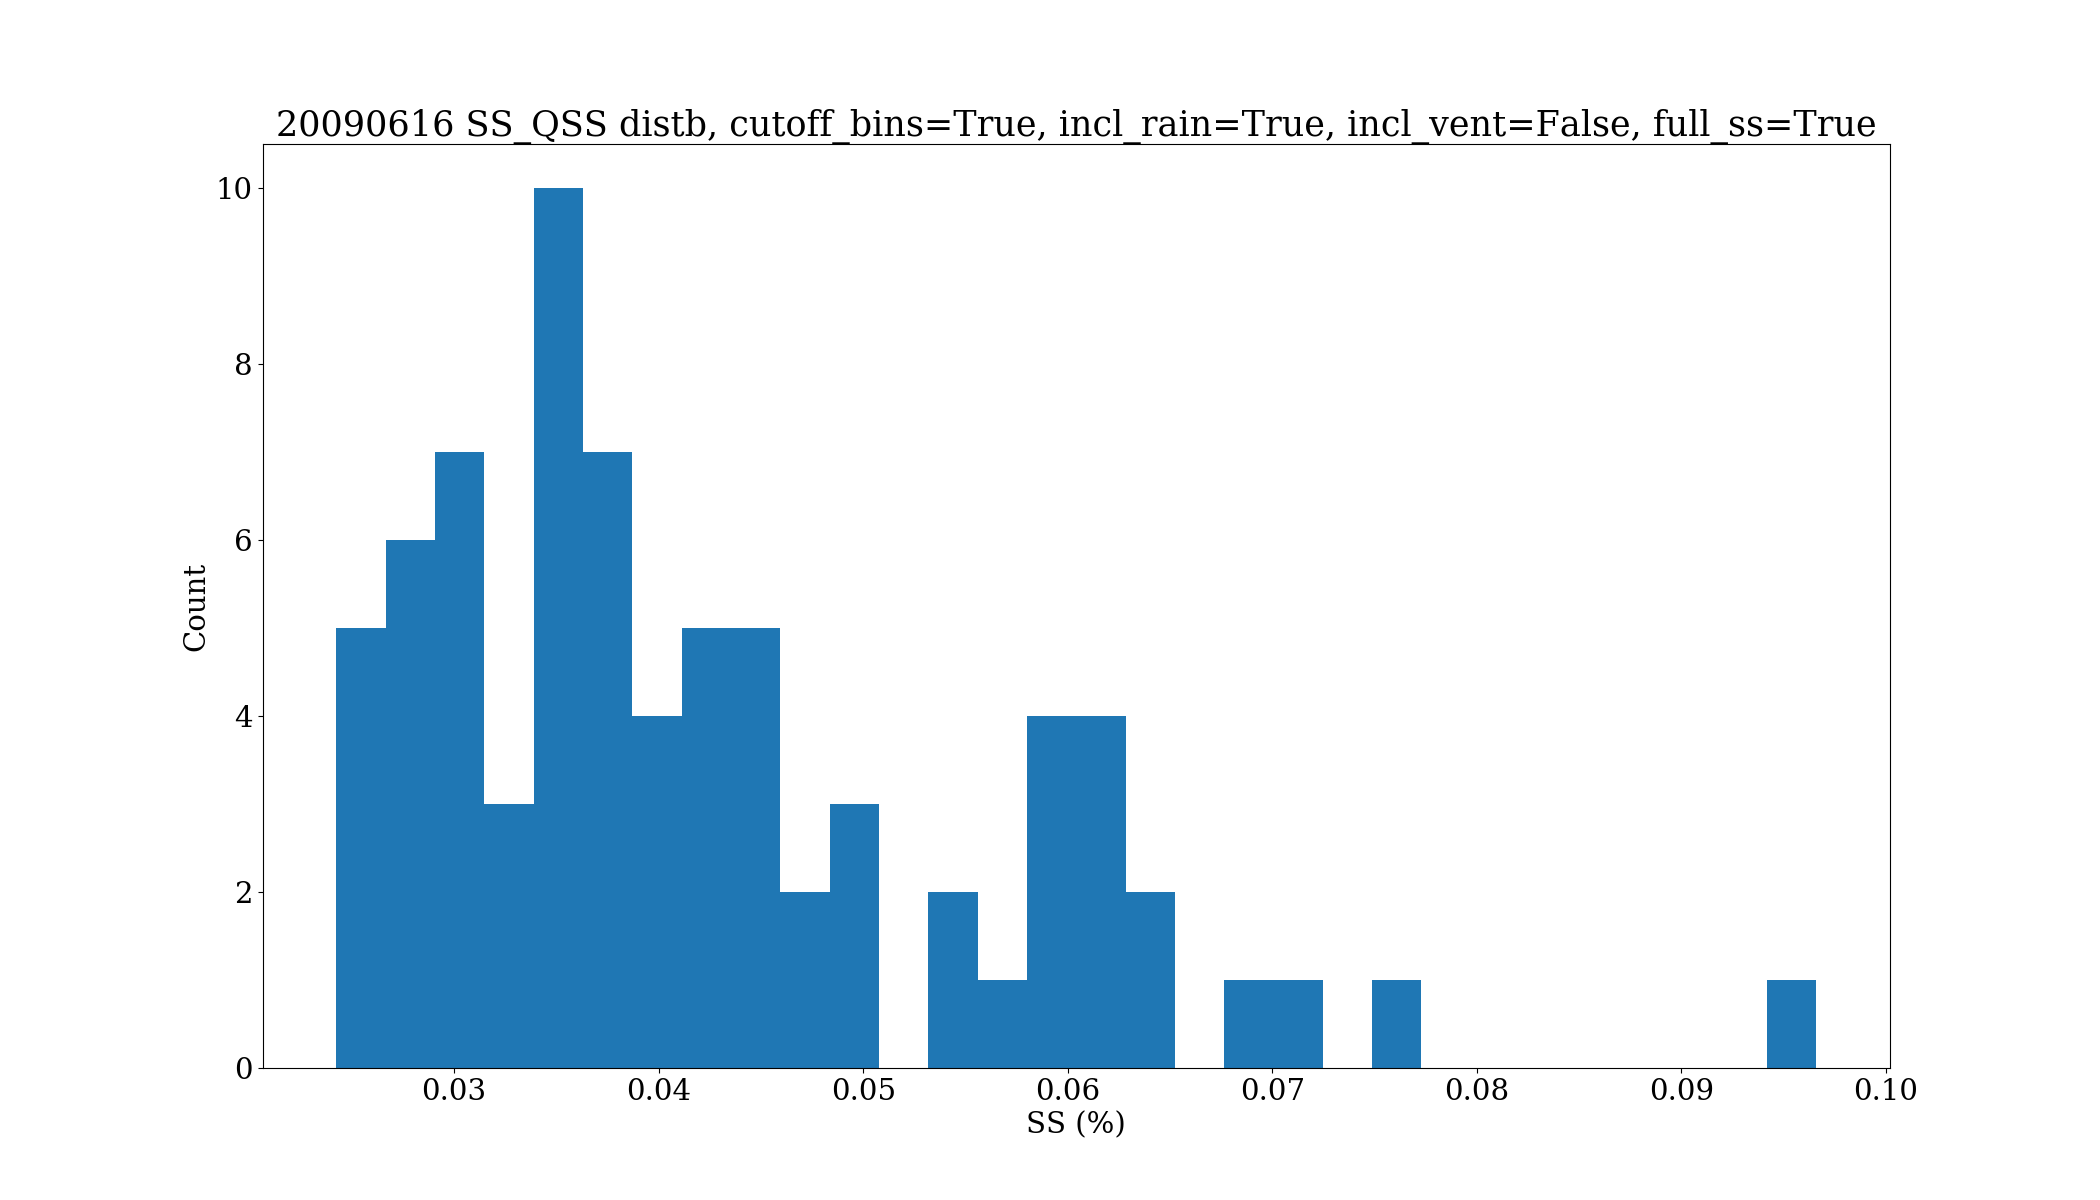 20090616 SS_QSS distb, cutoff_bins=True, incl_rain=True, incl_vent=False, full_ss=True
10
8
6
4
2
0
Count
0.03 0.04 0.05 0.06 0.07 0.08 0.09 0.10
SS (%)